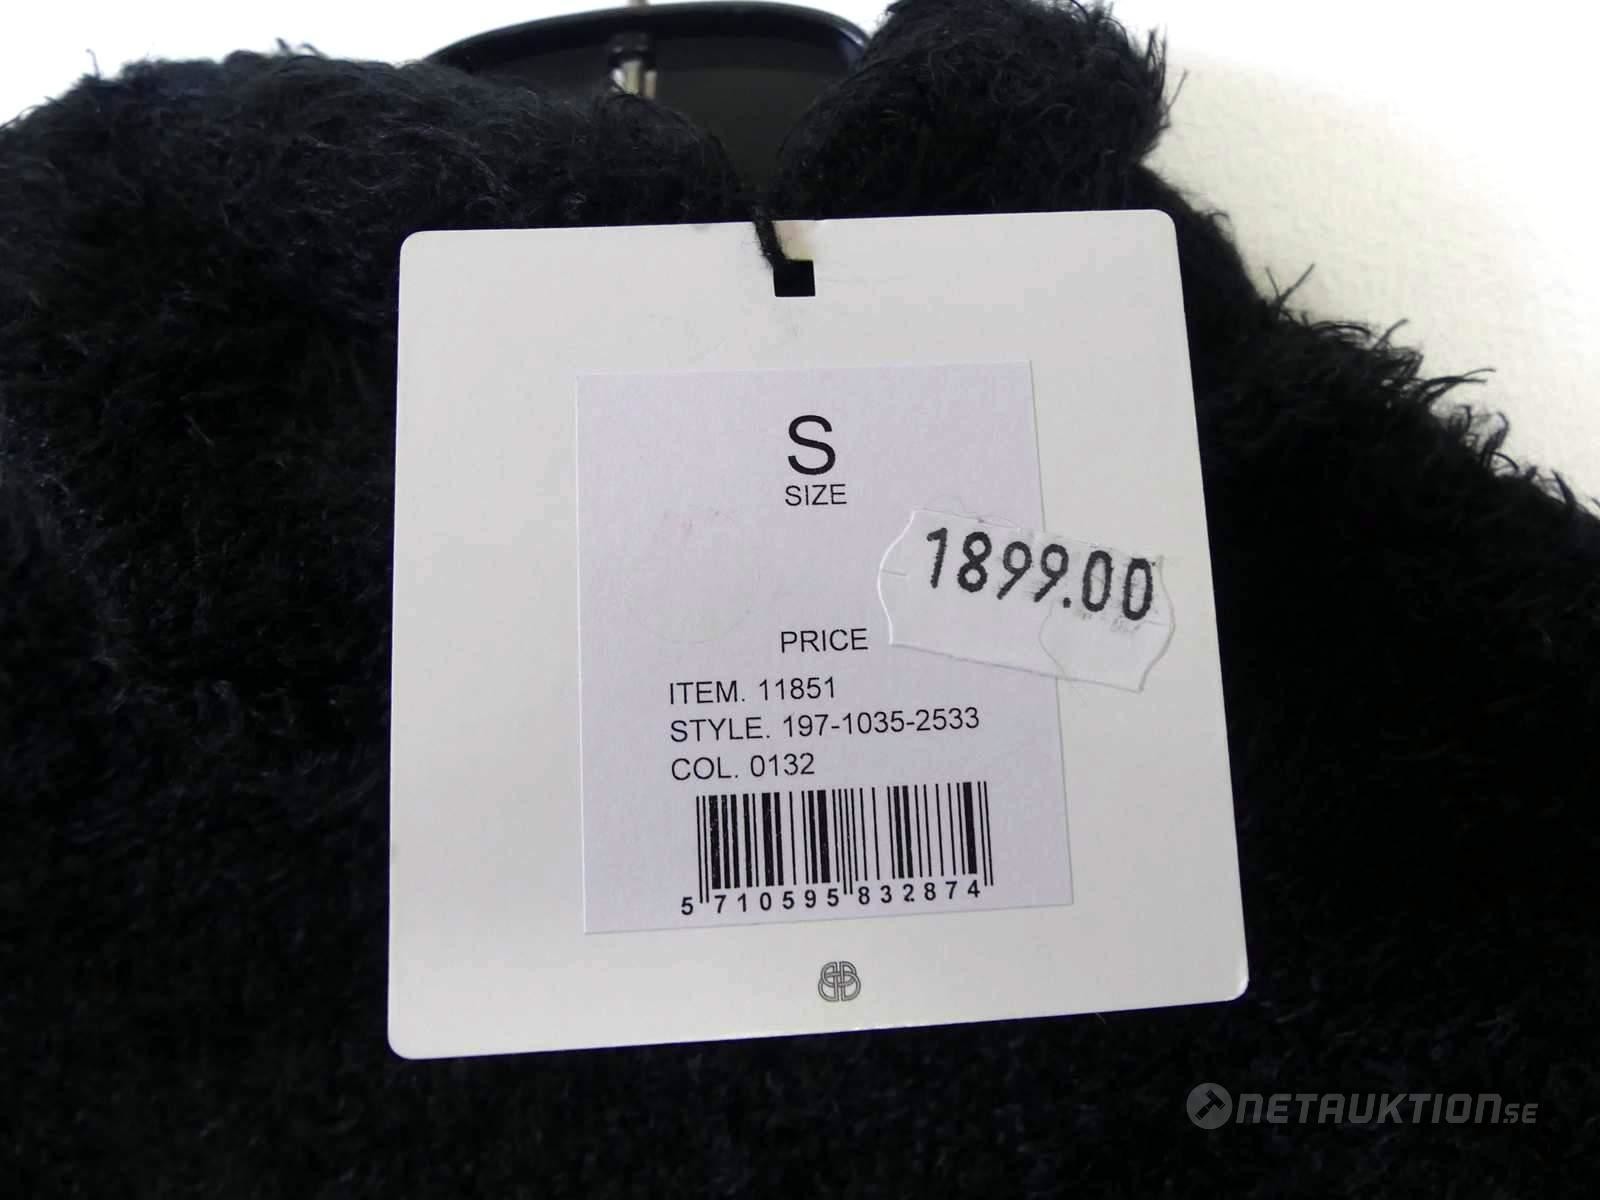 S
SIZE
1899.00
PRICE
ITEM. 11851
STYLE. 197-1035-2533
COL. 0132
5 710595 832874
NETAUKTION.SE